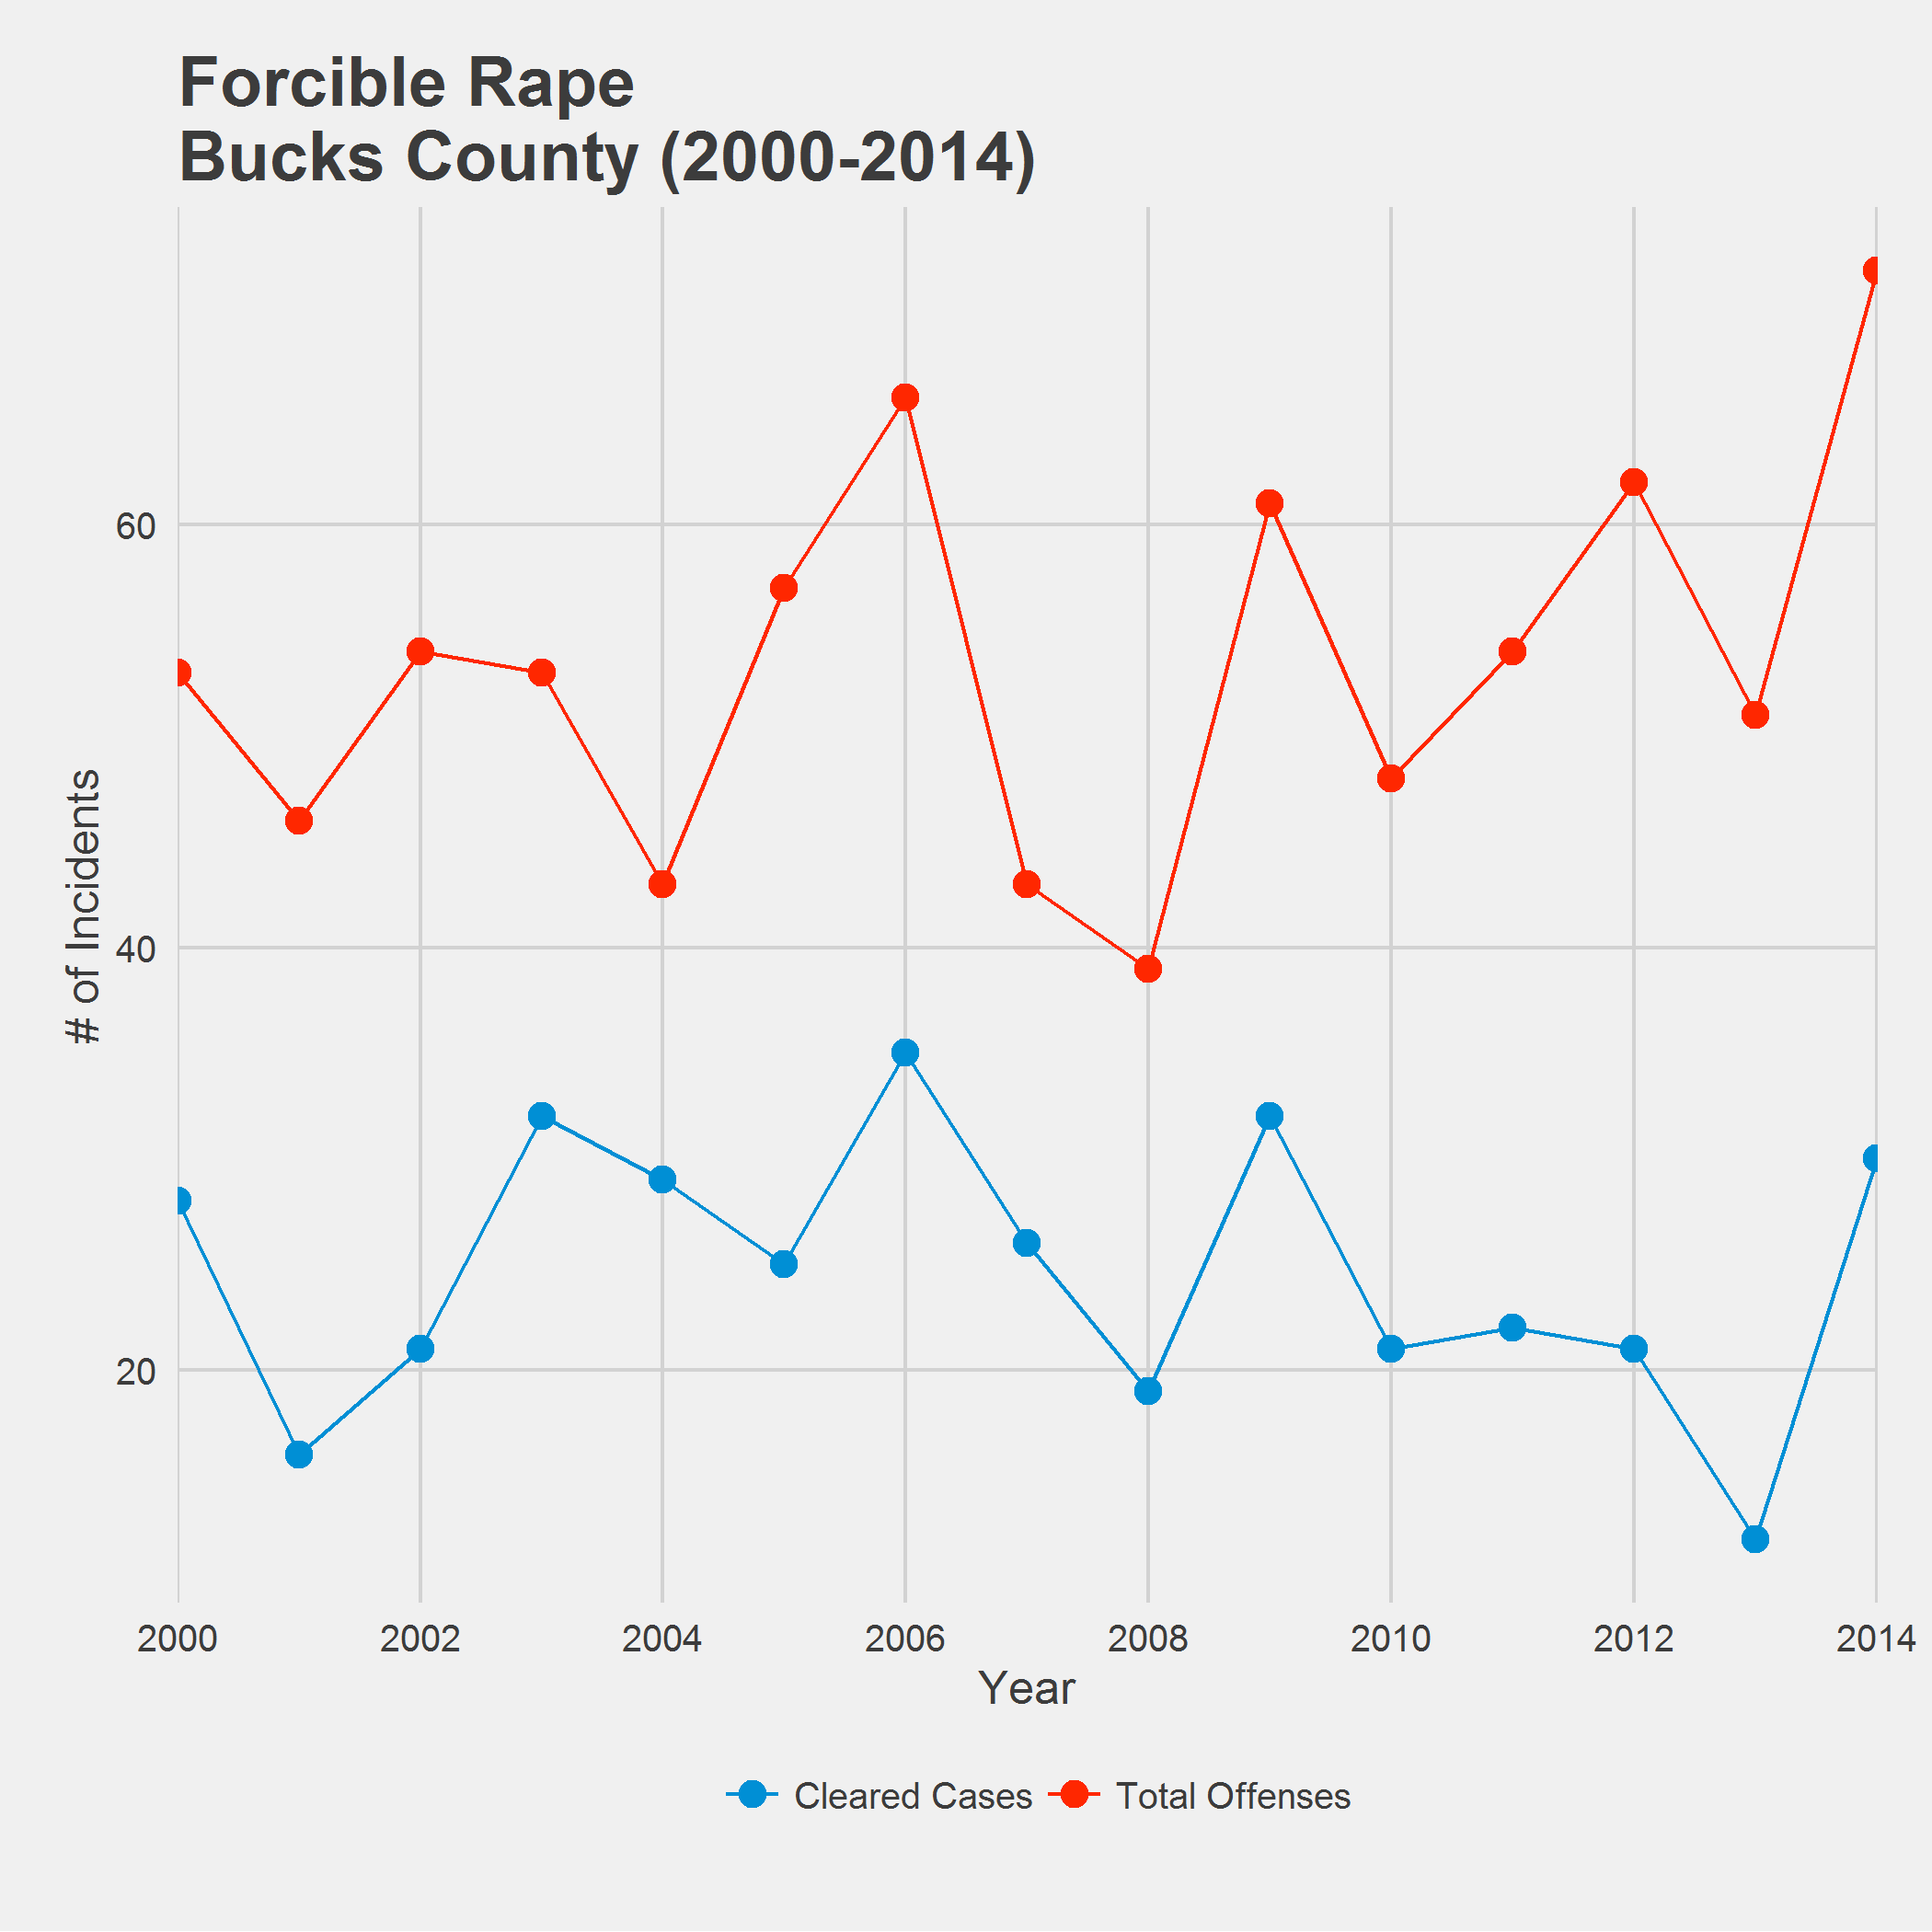 Forcible Rape
Bucks County (2000-2014)
# of Incidents
60
40
20
2000 2002 2004 2006 2008 2010 2012 2014
Year
Cleared Cases Total Offenses